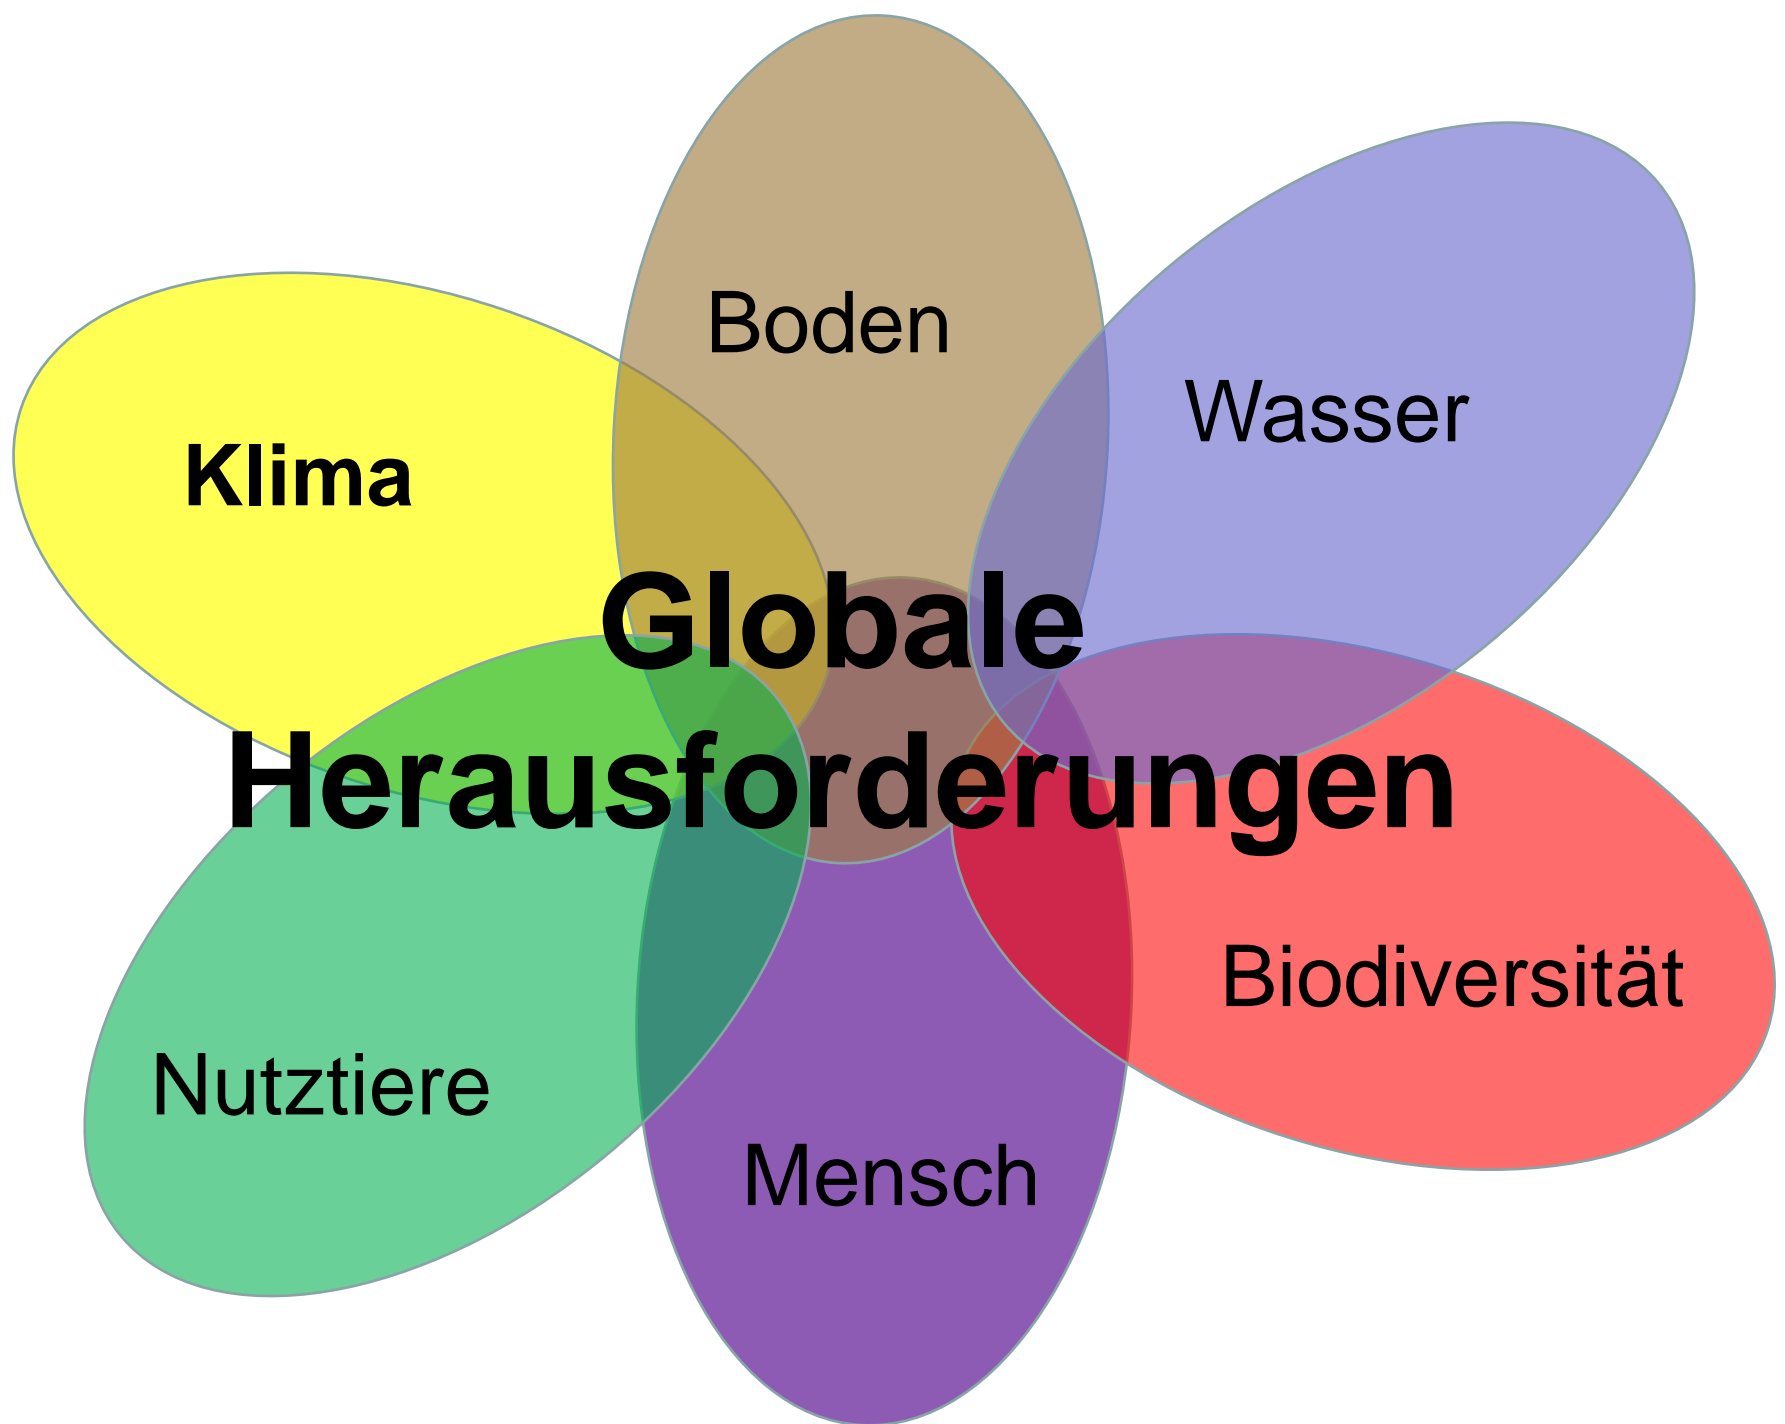 Boden
Wasser
Klima
Globale
Herausforderungen
Biodiversität
Nutztiere
Mensch